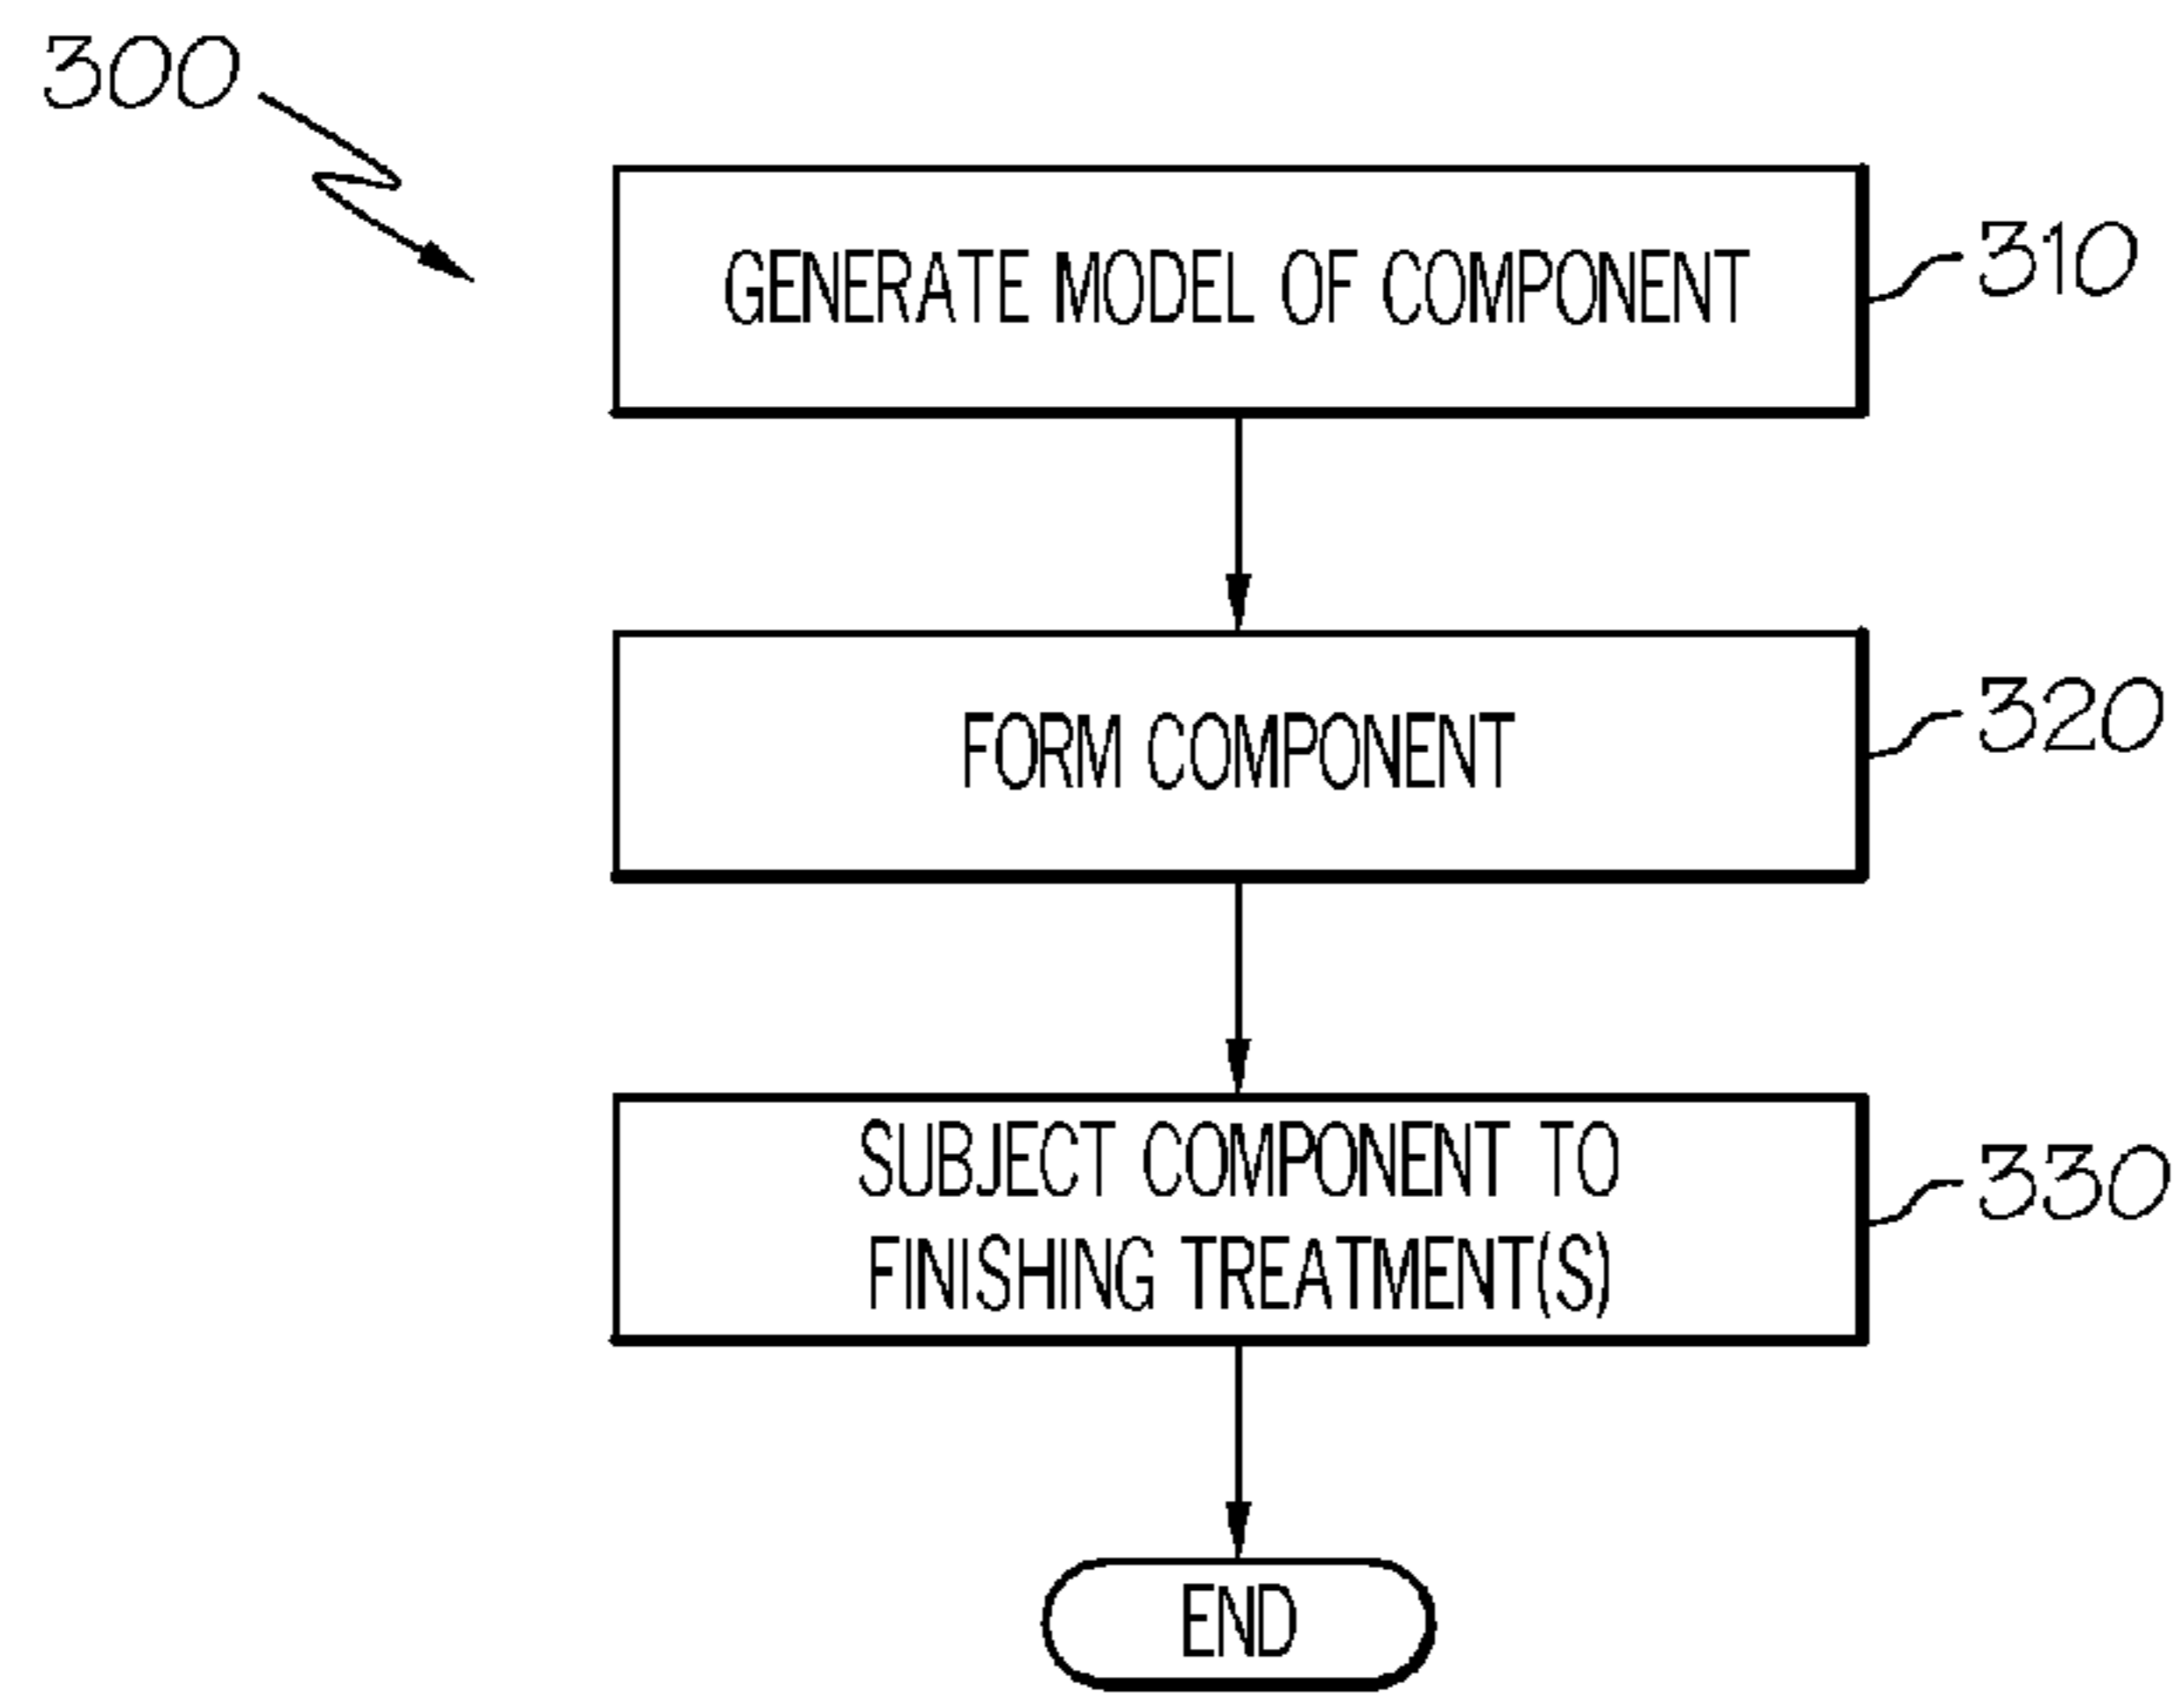 300
GENERATE MODEL OF COMPONENT
310
FORM COMPONENT
320
SUBJECT COMPONENT TO
FINISHING TREATMENT(S)
330
END